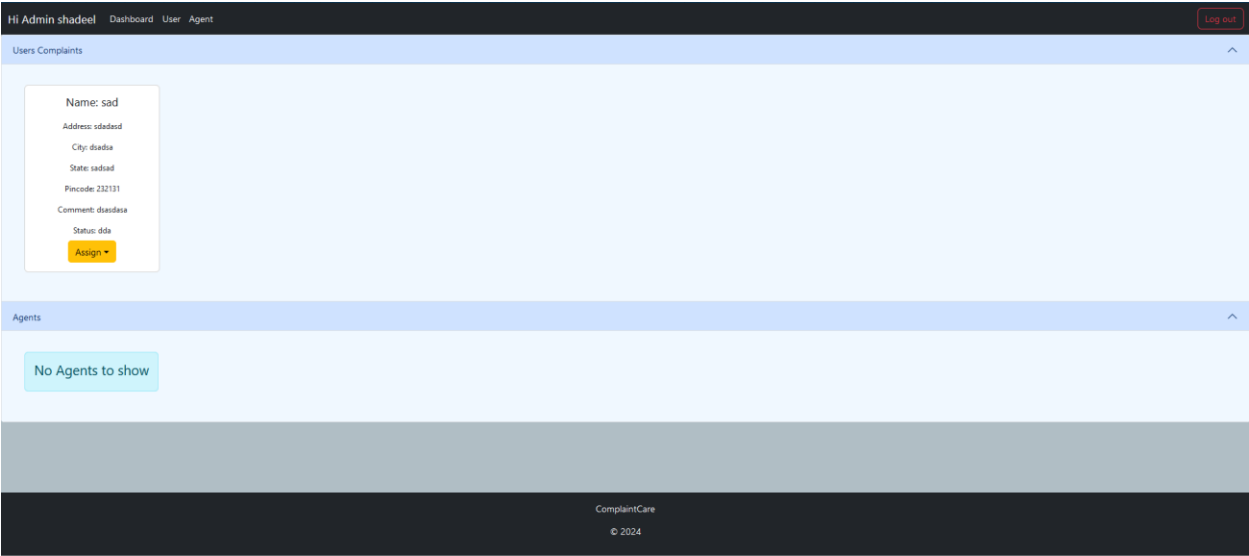 Hi Admin shadeel Dashboard User Agent Log out
Users Complaints
Name: sad
Address: sdadasd
City: dsadsa
State: sadsad
Pincode: 232131
Comment: dsasdasa
Status: dda
Assign
Agents
No Agents to show
ComplaintCare
© 2024